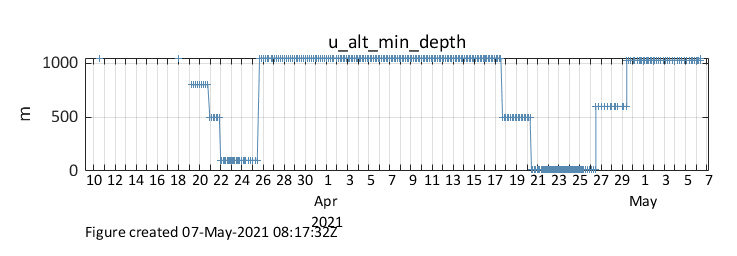 u_alt_min_depth
1000
500
0
m
10 12 14 16 18 20 22 24 26 28 30 1 3 5 7 9 11 13 15 17 19 21 23 25 27 29 1 3 5 7
Apr May
2021
Figure created 07-May-2021 08:17:32Z